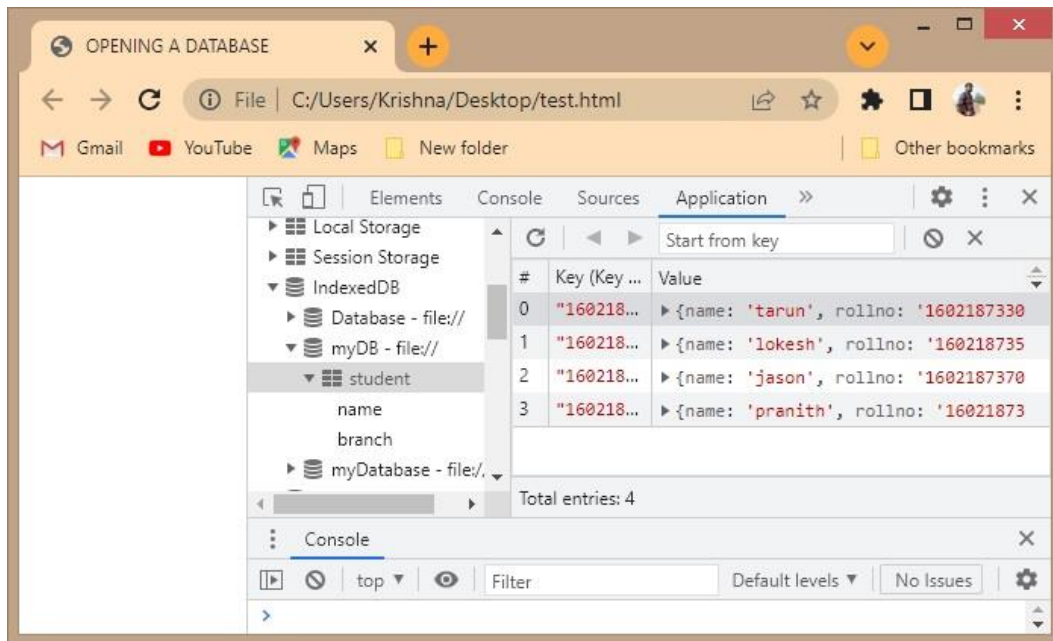 OPENING A DATABASE
File | C:/Users/Krishna/Desktop/test.html
Gmail YouTube Maps New folder Other bookmarks
Elements Console Sources Application »
Local Storage
Session Storage
IndexedDB
Database - file://
myDB - file://
student
name
branch
myDatabase - file:/
Start from key
# Key (Key ... Value
0 "160218... {name: 'tarun', rollno: '1602187330
1 "160218... {name: 'lokesh', rollno: '160218735
2 "160218... {name: 'jason', rollno: '1602187370
3 "160218... {name: 'pranith', rollno: '16021873
Total entries: 4
Console
top ▼ Filter Default levels ▼ No Issues
>